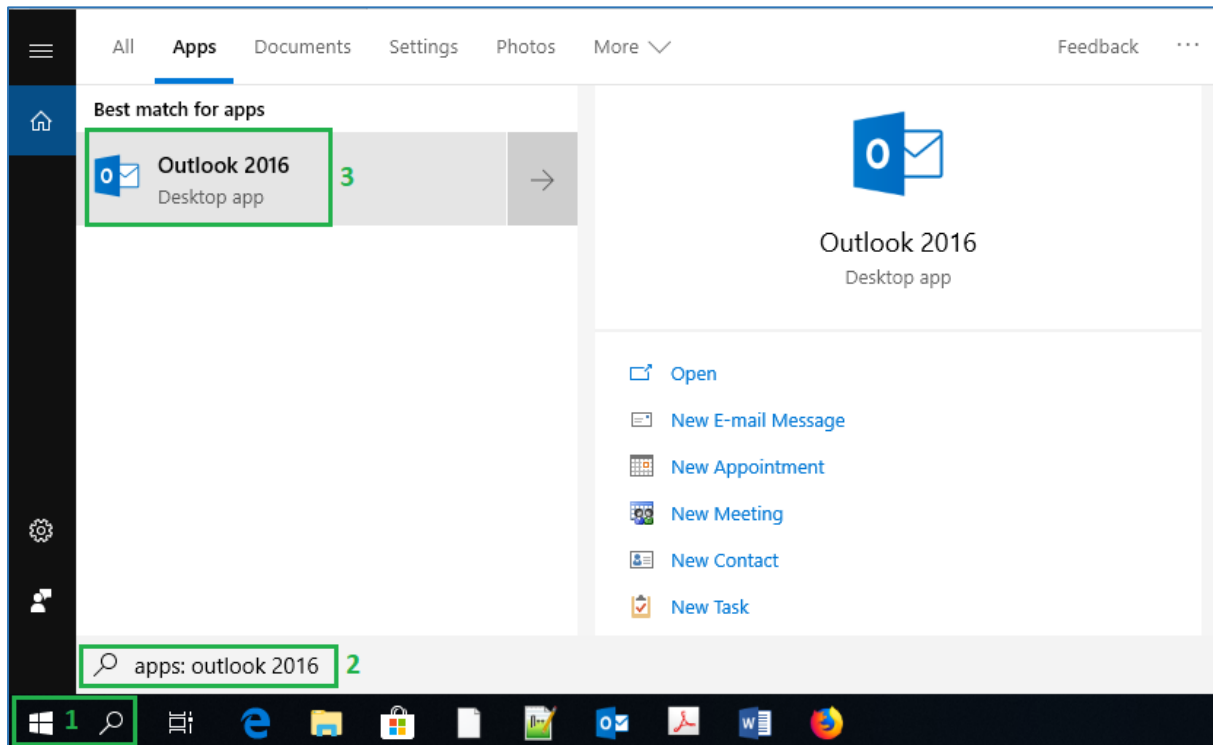 All Apps Documents Settings Photos More Feedback ...
Best match for apps
Outlook 2016
Desktop app
3
Outlook 2016
Desktop app
Open
New E-mail Message
New Appointment
New Meeting
New Contact
New Task
apps: outlook 2016 2
1